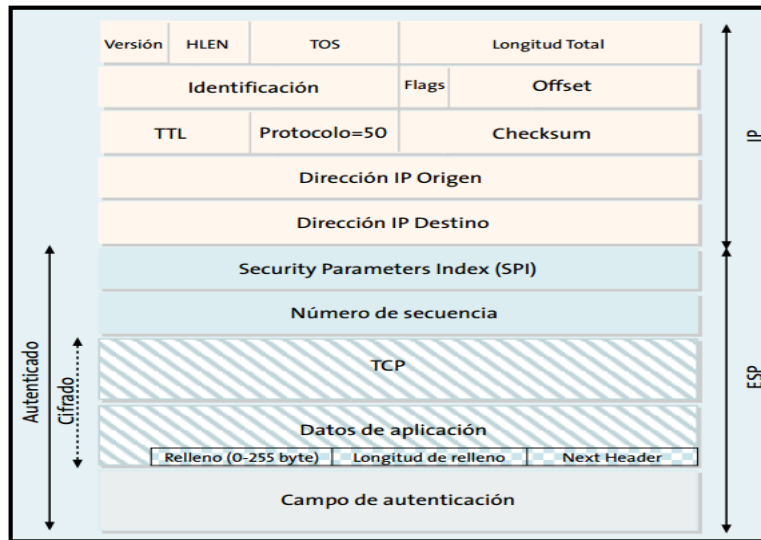 Versión HLEN TOS Longitud Total
Identificación Flags Offset
TTL Protocolo=50 Checksum
Dirección IP Origen
Dirección IP Destino
IP
Security Parameters Index (SPI)
Número de secuencia
TCP
Datos de aplicación
Relleno (0-255 byte) Longitud de relleno Next Header
Campo de autenticación
Autenticado
Cifrado
ESP